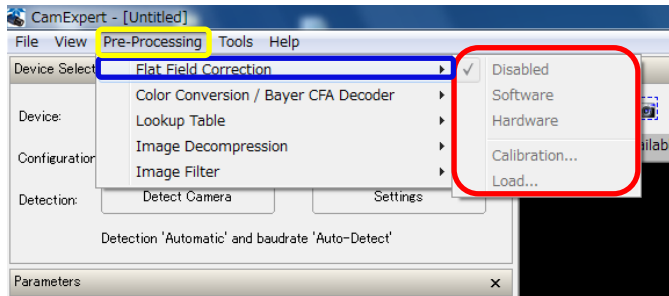 CamExpert - [Untitled]
File View Pre-Processing Tools Help
Device Select
Flat Field Correction
✓ Disabled
Color Conversion / Bayer CFA Decoder
Software
Device:
Lookup Table
Hardware
Image Decompression
Calibration...
Image Filter
Load...
Detection:
Detect Camera
Settings
Detection 'Automatic' and baudrate 'Auto-Detect'
Parameters